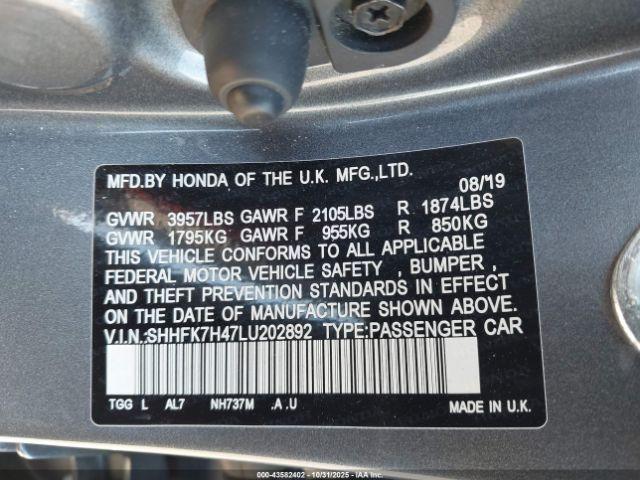 MFD.BY HONDA OF THE U.K. MFG.,LTD.
08/19
GVWR 3957LBS GAWR F 2105LBS R 1874LBS
GVWR 1795KG GAWR F 955KG R 850KG
THIS VEHICLE CONFORMS TO ALL APPLICABLE
FEDERAL MOTOR VEHICLE SAFETY , BUMPER ,
AND THEFT PREVENTION STANDARDS IN EFFECT
ON THE DATE OF MANUFACTURE SHOWN ABOVE.
V.I.N.:SHHFK7H47LU202892 TYPE:PASSENGER CAR
TGG L AL7 NH737M .A .U
MADE IN U.K.
000-43582402 - 10/31/2025 - COPYRIGHT IAA, LLC.